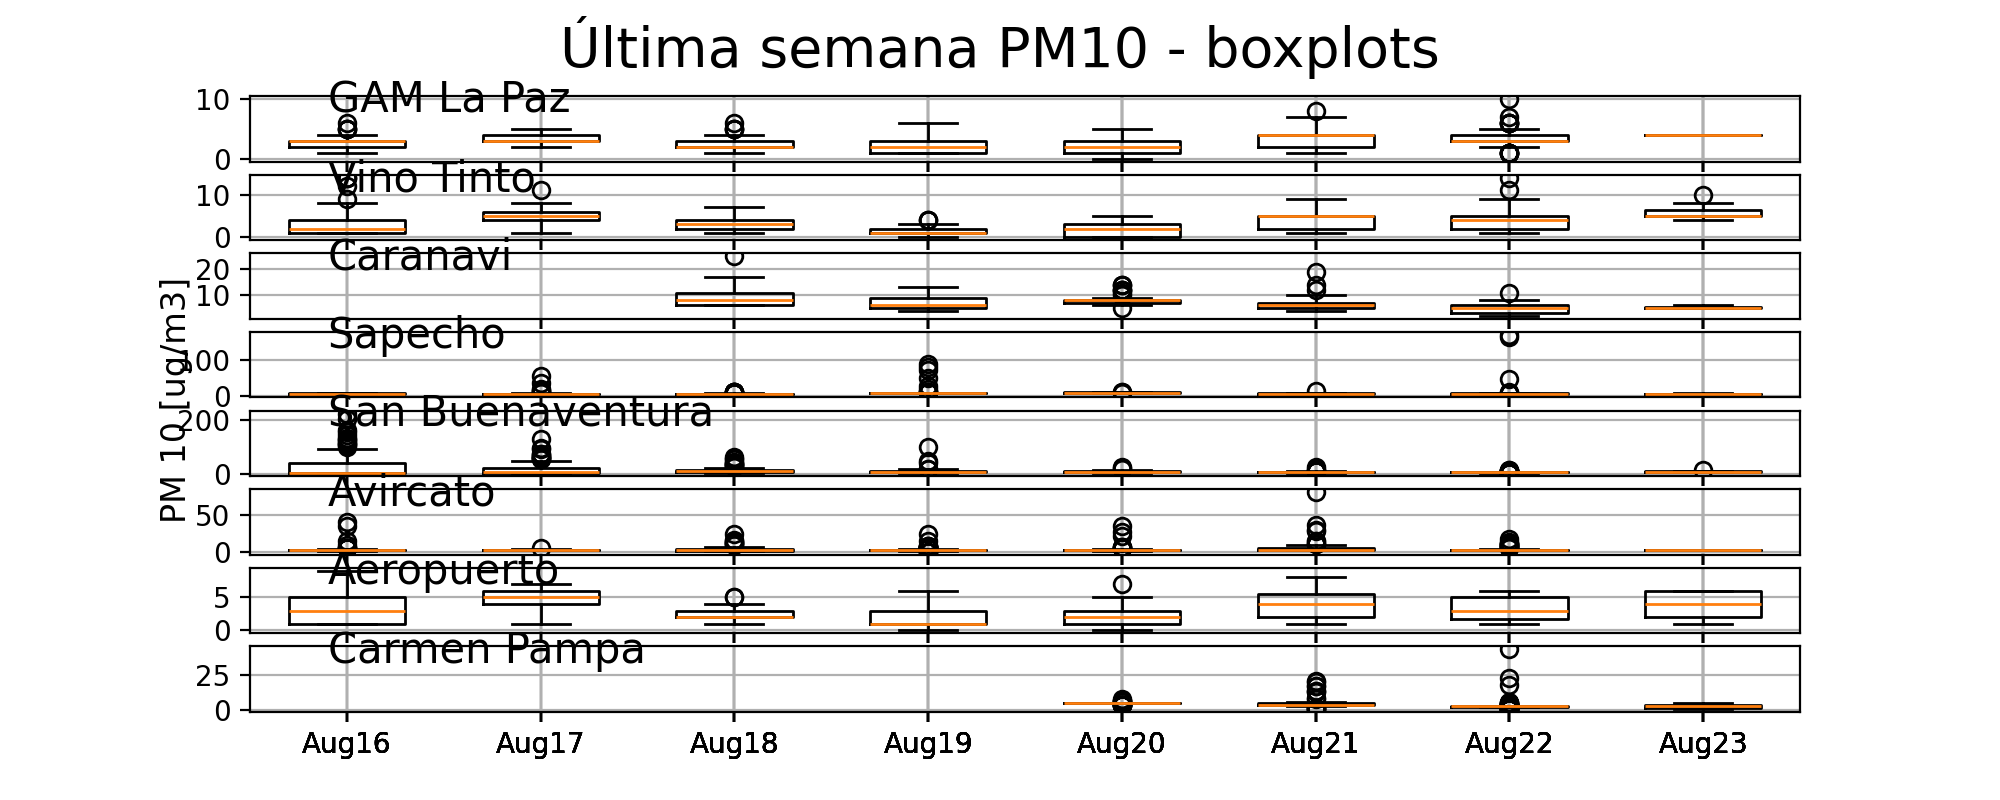 Última semana PM10 - boxplots
PM 10 [ug/m3]
GAM La Paz
10
0
Vino Tinto
10
0
Caranavi
20
10
Sapecho
100
0
San Buenaventura
200
0
Avircato
50
0
Aeropuerto
5
0
Carmen Pampa
25
0
Aug16 Aug17 Aug18 Aug19 Aug20 Aug21 Aug22 Aug23